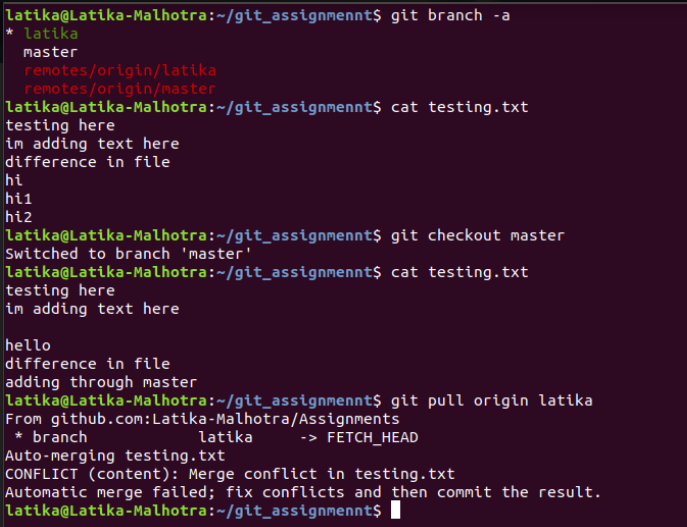 latika@Latika-Malhotra:~/git_assignmennt$ git branch -a
* latika
  master
  remotes/origin/latika
  remotes/origin/master
latika@Latika-Malhotra:~/git_assignmennt$ cat testing.txt
testing here
im adding text here
difference in file
hi
hi1
hi2
latika@Latika-Malhotra:~/git_assignmennt$ git checkout master
Switched to branch 'master'
latika@Latika-Malhotra:~/git_assignmennt$ cat testing.txt
testing here
im adding text here

hello
difference in file
adding through master
latika@Latika-Malhotra:~/git_assignmennt$ git pull origin latika
From github.com:Latika-Malhotra/Assignments
 * branch            latika     -> FETCH_HEAD
Auto-merging testing.txt
CONFLICT (content): Merge conflict in testing.txt
Automatic merge failed; fix conflicts and then commit the result.
latika@Latika-Malhotra:~/git_assignmennt$